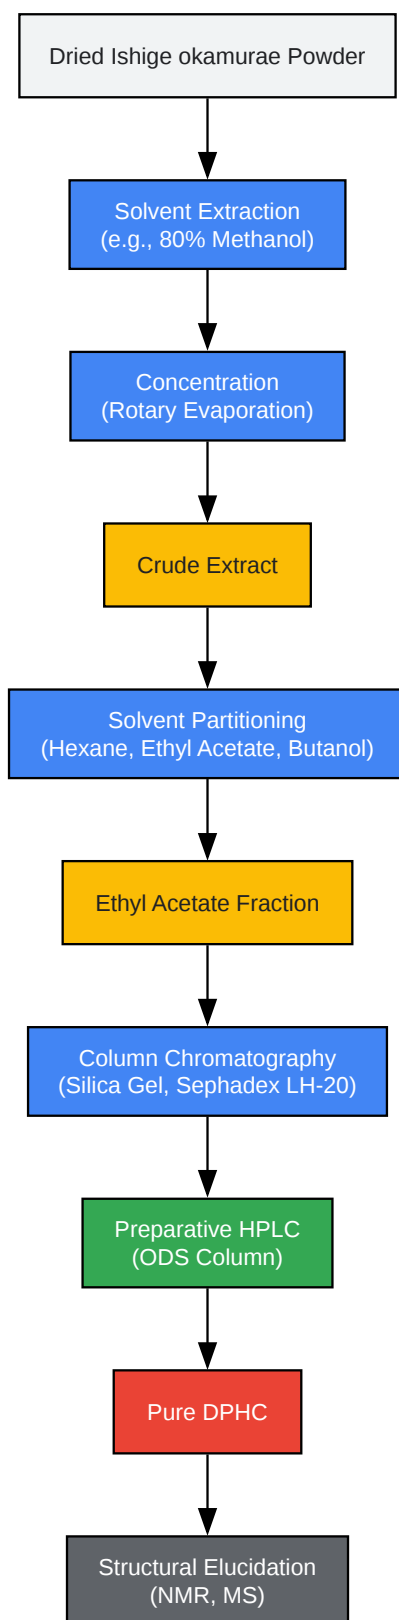 Dried Ishige okamurae Powder
Solvent Extraction
(e.g., 80% Methanol)
Concentration
(Rotary Evaporation)
Crude Extract
Solvent Partitioning
(Hexane, Ethyl Acetate, Butanol)
Ethyl Acetate Fraction
Column Chromatography
(Silica Gel, Sephadex LH-20)
Preparative HPLC
(ODS Column)
Pure DPHC
Structural Elucidation
(NMR, MS)